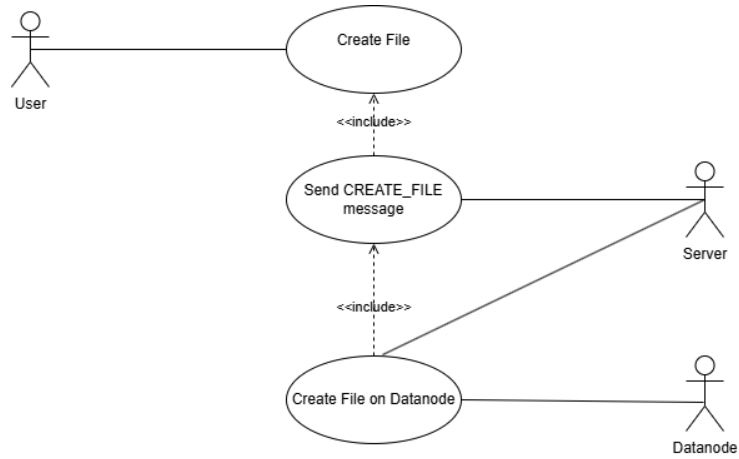 Create File
User
<<include>>
Send CREATE_FILE
message
Server
<<include>>
Create File on Datanode
Datanode